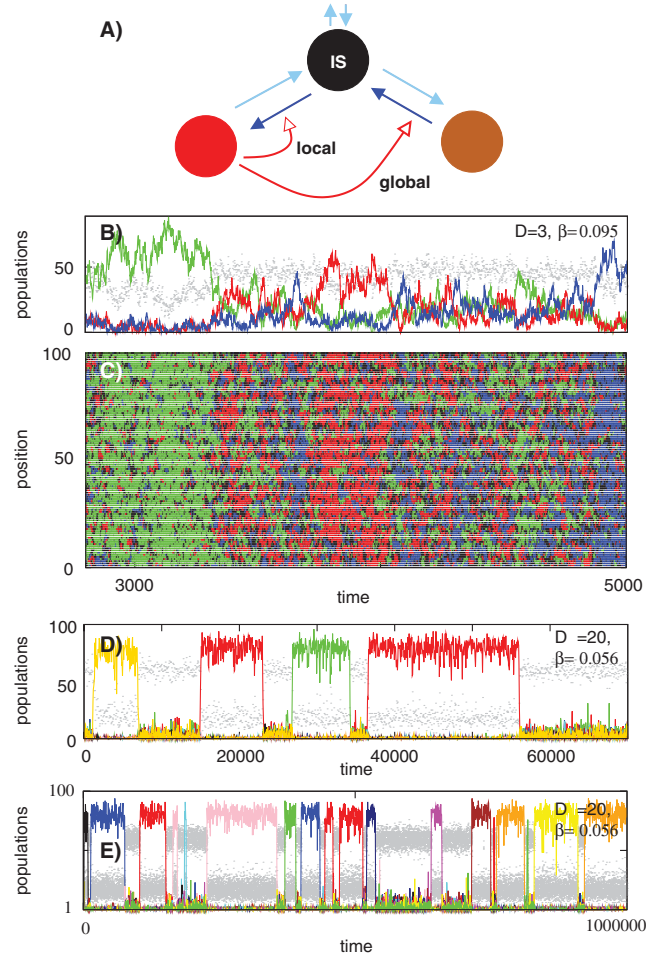 A)
IS
local
global
B)
D=3, β=0.095
populations
50
0
C)
100
position
50
0
3000
5000
time
D)
D =20,
β= 0.056
populations
100
50
0
0
20000
40000
60000
time
E)
D =20,
β=0.056
populations
100
1
0
1000000
time